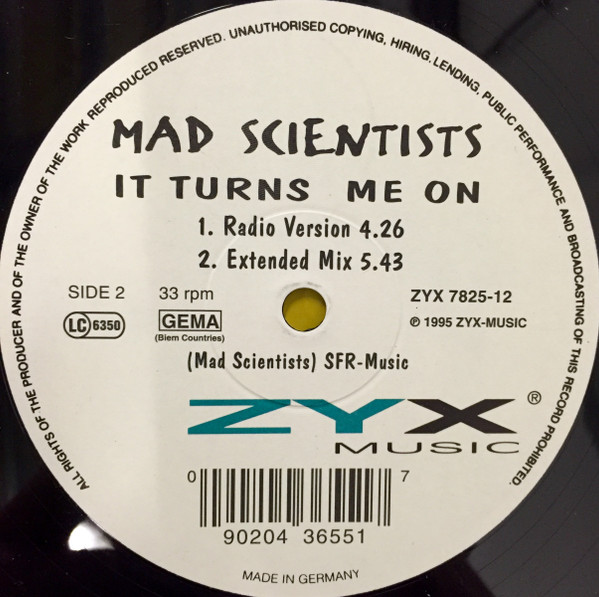 ALL RIGHTS OF THE PRODUCER AND OF THE OWNER OF THE WORK REPRODUCED RESERVED. UNAUTHORISED COPYING, HIRING, LENDING, PUBLIC PERFORMANCE AND BROADCASTING OF THIS RECORD PROHIBITED.
MAD SCIENTISTS
IT TURNS ME ON
1. Radio Version 4.26
2. Extended Mix 5.43
SIDE 2 33 rpm ZYX 7825-12
LC 6350 GEMA ℗ 1995 ZYX-MUSIC
(Biem Countries)
(Mad Scientists) SFR-Music
ZYX ®
MUSIC
0 90204 36551 7
MADE IN GERMANY